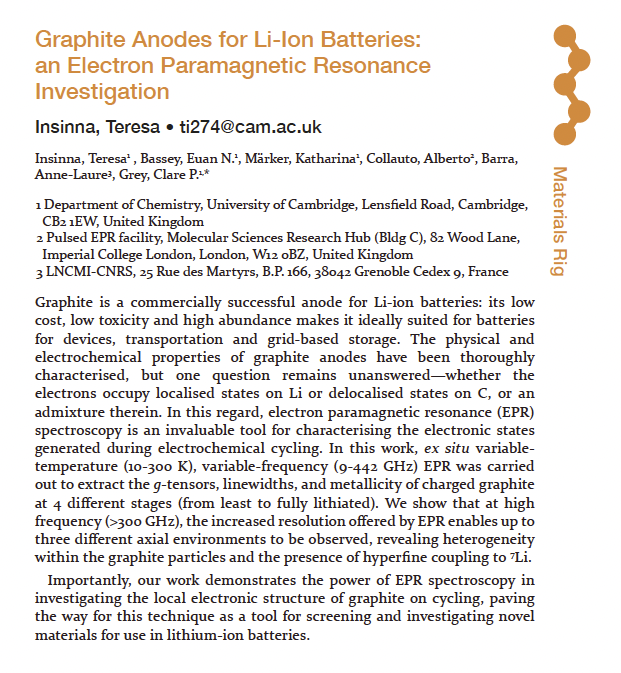 Graphite Anodes for Li-Ion Batteries:
an Electron Paramagnetic Resonance
Investigation
Insinna, Teresa • ti274@cam.ac.uk
Insinna, Teresa¹ , Bassey, Euan N.¹, Märker, Katharina¹, Collauto, Alberto², Barra,
Anne-Laure³, Grey, Clare P.¹·*
1 Department of Chemistry, University of Cambridge, Lensfield Road, Cambridge,
CB2 1EW, United Kingdom
2 Pulsed EPR facility, Molecular Sciences Research Hub (Bldg C), 82 Wood Lane,
Imperial College London, London, W12 0BZ, United Kingdom
3 LNCMI-CNRS, 25 Rue des Martyrs, B.P. 166, 38042 Grenoble Cedex 9, France
Graphite is a commercially successful anode for Li-ion batteries: its low
cost, low toxicity and high abundance makes it ideally suited for batteries
for devices, transportation and grid-based storage. The physical and
electrochemical properties of graphite anodes have been thoroughly
characterised, but one question remains unanswered—whether the
electrons occupy localised states on Li or delocalised states on C, or an
admixture therein. In this regard, electron paramagnetic resonance (EPR)
spectroscopy is an invaluable tool for characterising the electronic states
generated during electrochemical cycling. In this work, ex situ variable-
temperature (10-300 K), variable-frequency (9-442 GHz) EPR was carried
out to extract the g-tensors, linewidths, and metallicity of charged graphite
at 4 different stages (from least to fully lithiated). We show that at high
frequency (>300 GHz), the increased resolution offered by EPR enables up to
three different axial environments to be observed, revealing heterogeneity
within the graphite particles and the presence of hyperfine coupling to ⁷Li.
Importantly, our work demonstrates the power of EPR spectroscopy in
investigating the local electronic structure of graphite on cycling, paving
the way for this technique as a tool for screening and investigating novel
materials for use in lithium-ion batteries.
Materials Rig